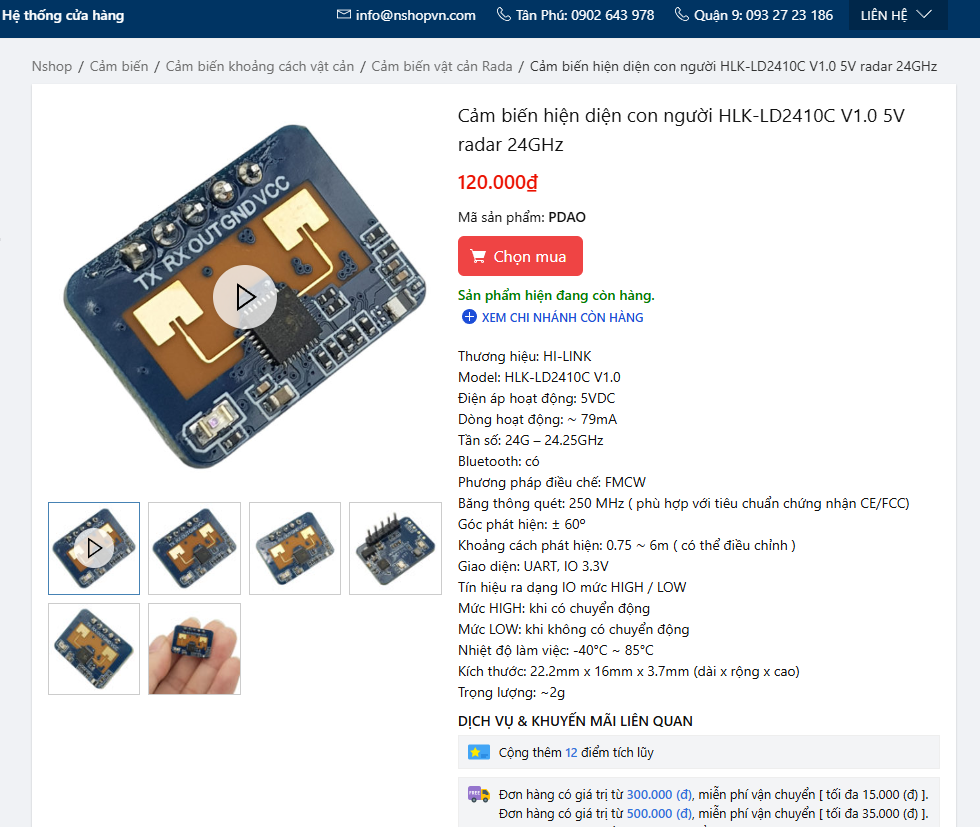 Hệ thống cửa hàng
info@nshopvn.com
Tân Phú: 0902 643 978
Quận 9: 093 27 23 186
LIÊN HỆ
Nshop / Cảm biến / Cảm biến khoảng cách vật cản / Cảm biến vật cản Rada / Cảm biến hiện diện con người HLK-LD2410C V1.0 5V radar 24GHz
TX RX OUT GND VCC
Cảm biến hiện diện con người HLK-LD2410C V1.0 5V
radar 24GHz
120.000₫
Mã sản phẩm: PDAO
Chọn mua
Sản phẩm hiện đang còn hàng.
XEM CHI NHÁNH CÒN HÀNG
Thương hiệu: HI-LINK
Model: HLK-LD2410C V1.0
Điện áp hoạt động: 5VDC
Dòng hoạt động: ~ 79mA
Tần số: 24G – 24.25GHz
Bluetooth: có
Phương pháp điều chế: FMCW
Băng thông quét: 250 MHz ( phù hợp với tiêu chuẩn chứng nhận CE/FCC)
Góc phát hiện: ± 60º
Khoảng cách phát hiện: 0.75 ~ 6m ( có thể điều chỉnh )
Giao diện: UART, IO 3.3V
Tín hiệu ra dạng IO mức HIGH / LOW
Mức HIGH: khi có chuyển động
Mức LOW: khi không có chuyển động
Nhiệt độ làm việc: -40°C ~ 85°C
Kích thước: 22.2mm x 16mm x 3.7mm (dài x rộng x cao)
Trọng lượng: ~2g
DỊCH VỤ & KHUYẾN MÃI LIÊN QUAN
Cộng thêm 12 điểm tích lũy
FREE
Đơn hàng có giá trị từ 300.000 (đ), miễn phí vận chuyển [ tối đa 15.000 (đ) ].
Đơn hàng có giá trị từ 500.000 (đ), miễn phí vận chuyển [ tối đa 35.000 (đ) ].